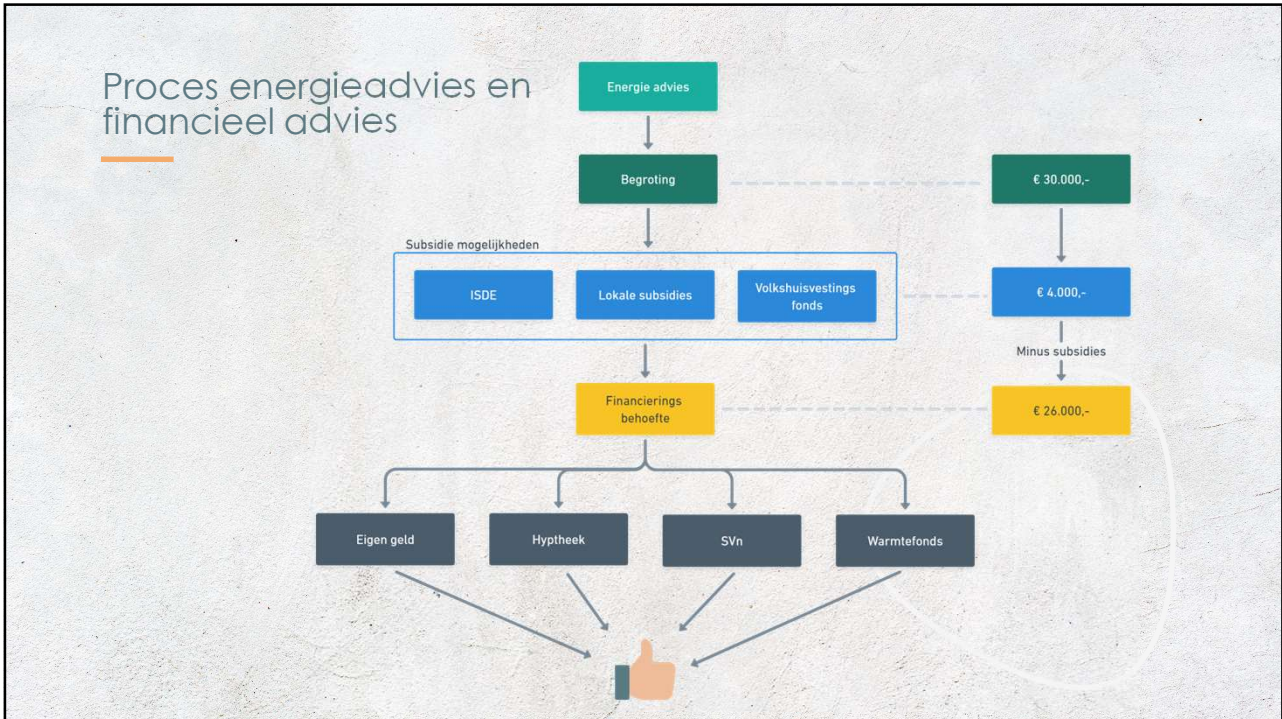 Proces energieadvies en
financieel advies
Energie advies
Begroting
€ 30.000,-
Subsidie mogelijkheden
ISDE
Lokale subsidies
Volkshuisvestings
fonds
€ 4.000,-
Minus subsidies
Financierings
behoefte
€ 26.000,-
Eigen geld
Hyptheek
SVn
Warmtefonds